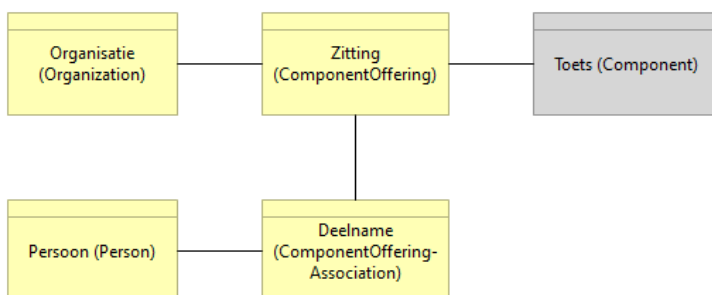 Organisatie
(Organization)
Zitting
(ComponentOffering)
Toets (Component)
Persoon (Person)
Deelname
(ComponentOffering-
Association)